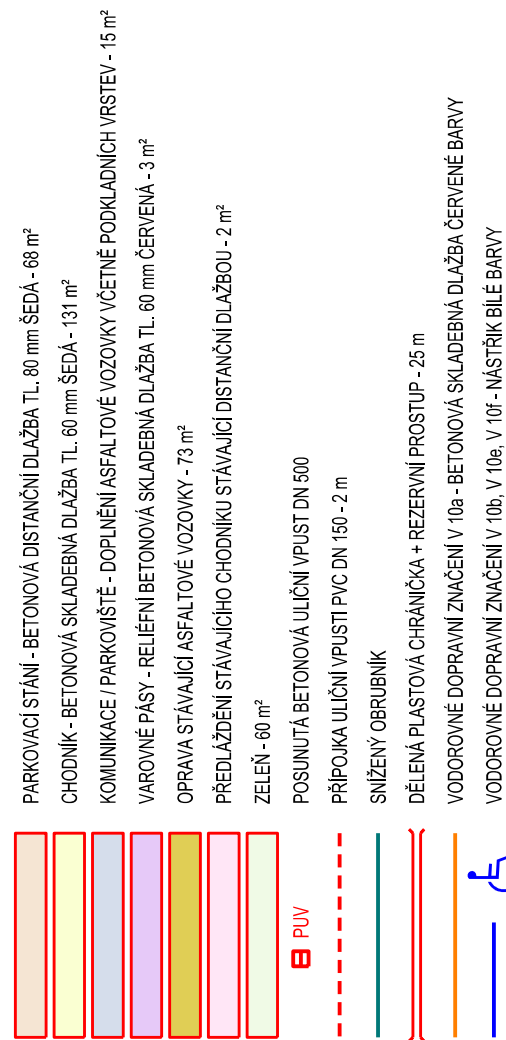 PARKOVACÍ STÁNÍ - BETONOVÁ DISTANČNÍ DLAŽBA TL. 80 mm ŠEDÁ - 68 m²
CHODNÍK - BETONOVÁ SKLADEBNÁ DLAŽBA TL. 60 mm ŠEDÁ - 131 m²
KOMUNIKACE / PARKOVIŠTĚ - DOPLNĚNÍ ASFALTOVÉ VOZOVKY VČETNĚ PODKLADNÍCH VRSTEV - 15 m²
VAROVNÉ PÁSY - RELIÉFNÍ BETONOVÁ SKLADEBNÁ DLAŽBA TL. 60 mm ČERVENÁ - 3 m²
OPRAVA STÁVAJÍCÍ ASFALTOVÉ VOZOVKY - 73 m²
PŘEDLÁŽDĚNÍ STÁVAJÍCÍHO CHODNÍKU STÁVAJÍCÍ DISTANČNÍ DLAŽBOU - 2 m²
ZELEŇ - 60 m²
PUV POSUNUTÁ BETONOVÁ ULIČNÍ VPUST DN 500
PŘÍPOJKA ULIČNÍ VPUSTI PVC DN 150 - 2 m
SNÍŽENÝ OBRUBNÍK
DĚLENÁ PLASTOVÁ CHRÁNIČKA + REZERVNÍ PROSTUP - 25 m
VODOROVNÉ DOPRAVNÍ ZNAČENÍ V 10a - BETONOVÁ SKLADEBNÁ DLAŽBA ČERVENÉ BARVY
VODOROVNÉ DOPRAVNÍ ZNAČENÍ V 10b, V 10e, V 10f - NÁSTŘIK BÍLÉ BARVY